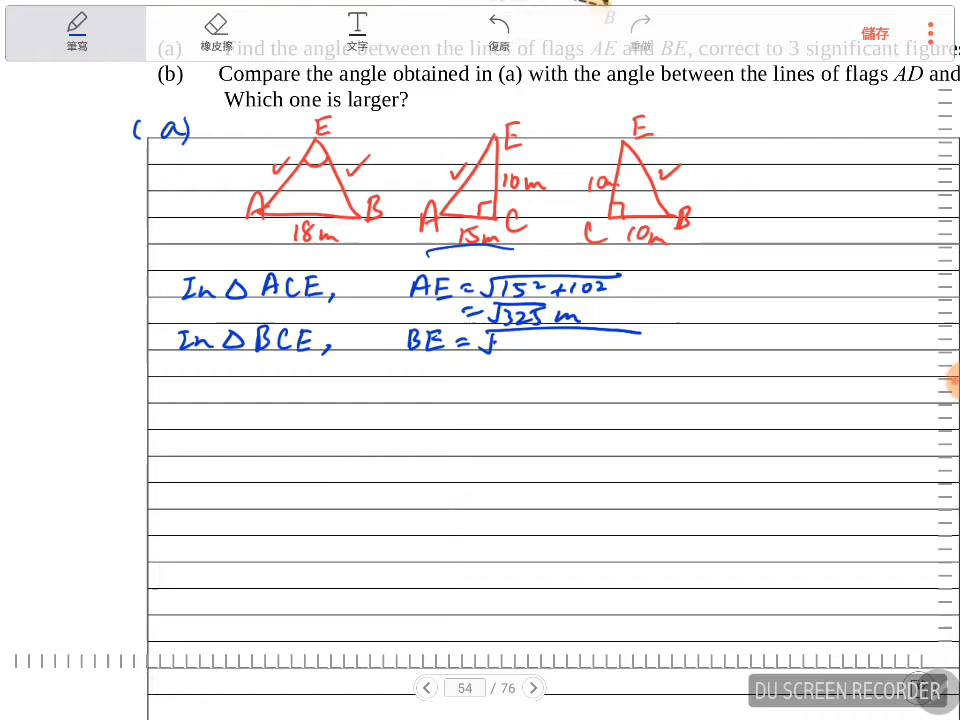 B
筆寫 橡皮擦 文字 復原 重做 儲存
(a) Find the angle between the lines of flags AE and BE, correct to 3 significant figures
(b) Compare the angle obtained in (a) with the angle between the lines of flags AD and
Which one is larger?
(a)
E E E
10m 10m
A B A C C B
18m 15m 10m
In △ ACE, AE = √15²+10²
= √325 m
In △ BCE, BE = √
54 / 76
DU SCREEN RECORDER